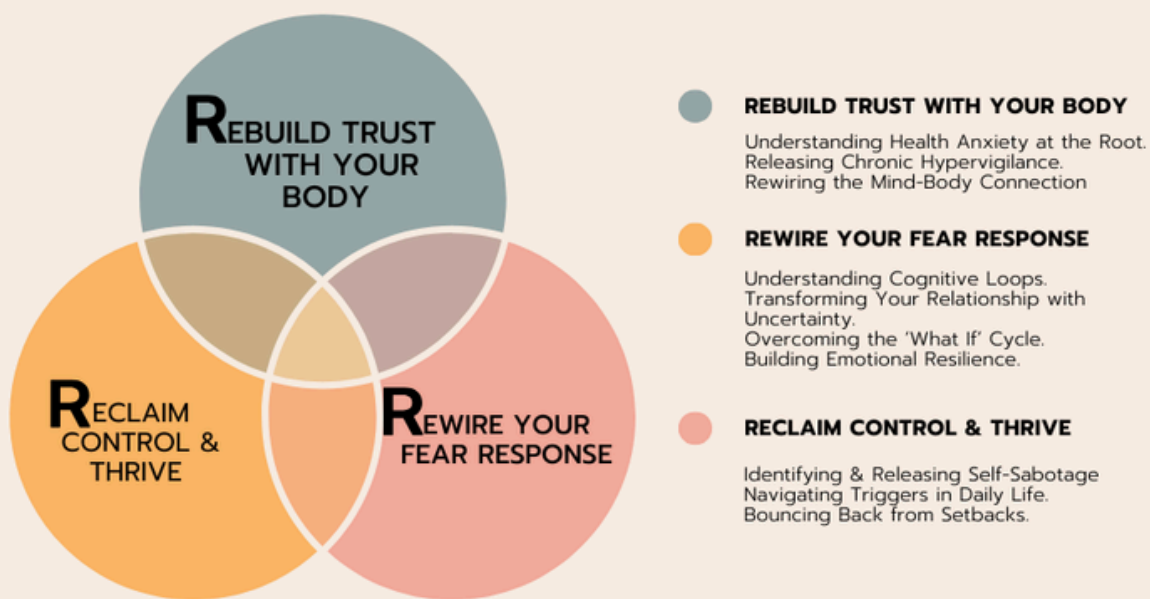 REBUILD TRUST
WITH YOUR
BODY
RECLAIM
CONTROL &
THRIVE
REWIRE YOUR
FEAR RESPONSE
REBUILD TRUST WITH YOUR BODY
Understanding Health Anxiety at the Root.
Releasing Chronic Hypervigilance.
Rewiring the Mind-Body Connection
REWIRE YOUR FEAR RESPONSE
Understanding Cognitive Loops.
Transforming Your Relationship with
Uncertainty.
Overcoming the ‘What If’ Cycle.
Building Emotional Resilience.
RECLAIM CONTROL & THRIVE
Identifying & Releasing Self-Sabotage
Navigating Triggers in Daily Life.
Bouncing Back from Setbacks.